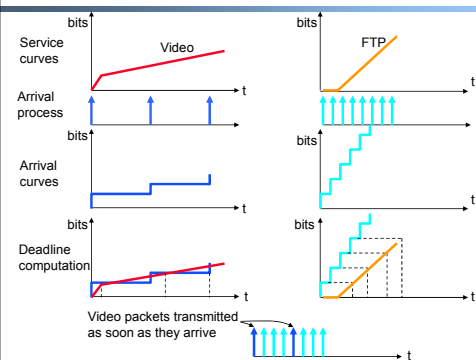 bits
bits
Service
curves
Video
FTP
t
t
Arrival
process
t
t
bits
bits
Arrival
curves
t
t
bits
bits
Deadline
computation
t
t
Video packets transmitted
as soon as they arrive
t